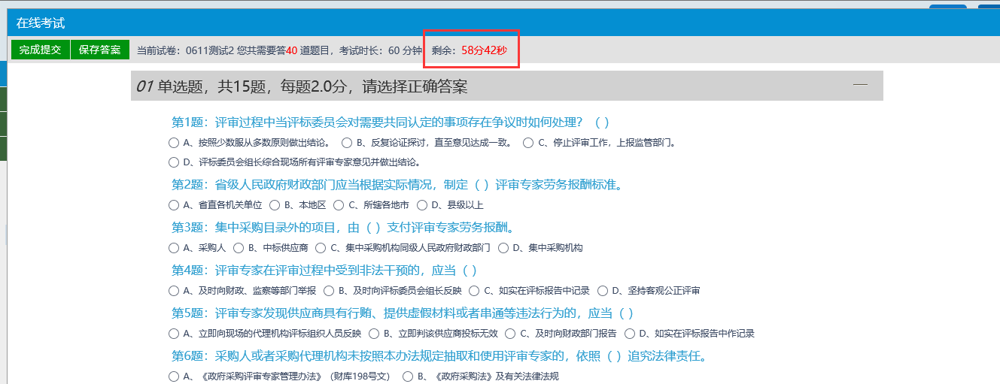 在线考试
完成提交 保存答案 当前试卷：0611测试2 您共需要答40 道题目，考试时长：60 分钟 剩余：58分42秒
01 单选题，共15题，每题2.0分，请选择正确答案
第1题：评审过程中当评标委员会对需要共同认定的事项存在争议时如何处理？（ ）
A、按照少数服从多数原则做出结论。 B、反复论证探讨，直至意见达成一致。 C、停止评审工作，上报监管部门。
D、评标委员会组长综合现场所有评审专家意见并做出结论。
第2题：省级人民政府财政部门应当根据实际情况，制定（ ）评审专家劳务报酬标准。
A、省直各机关单位 B、本地区 C、所辖各地市 D、县级以上
第3题：集中采购目录外的项目，由（ ）支付评审专家劳务报酬。
A、采购人 B、中标供应商 C、集中采购机构同级人民政府财政部门 D、集中采购机构
第4题：评审专家在评审过程中受到非法干预的，应当（ ）
A、及时向财政、监察等部门举报 B、及时向评标委员会组长反映 C、如实在评标报告中记录 D、坚持客观公正评审
第5题：评审专家发现供应商具有行贿、提供虚假材料或者串通等违法行为的，应当（ ）
A、立即向现场的代理机构评标组织人员反映 B、立即判该供应商投标无效 C、及时向财政部门报告 D、如实在评标报告中作记录
第6题：采购人或者采购代理机构未按照本办法规定抽取和使用评审专家的，依照（ ）追究法律责任。
A、《政府采购评审专家管理办法》（财库198号文） B、《政府采购法》及有关法律法规